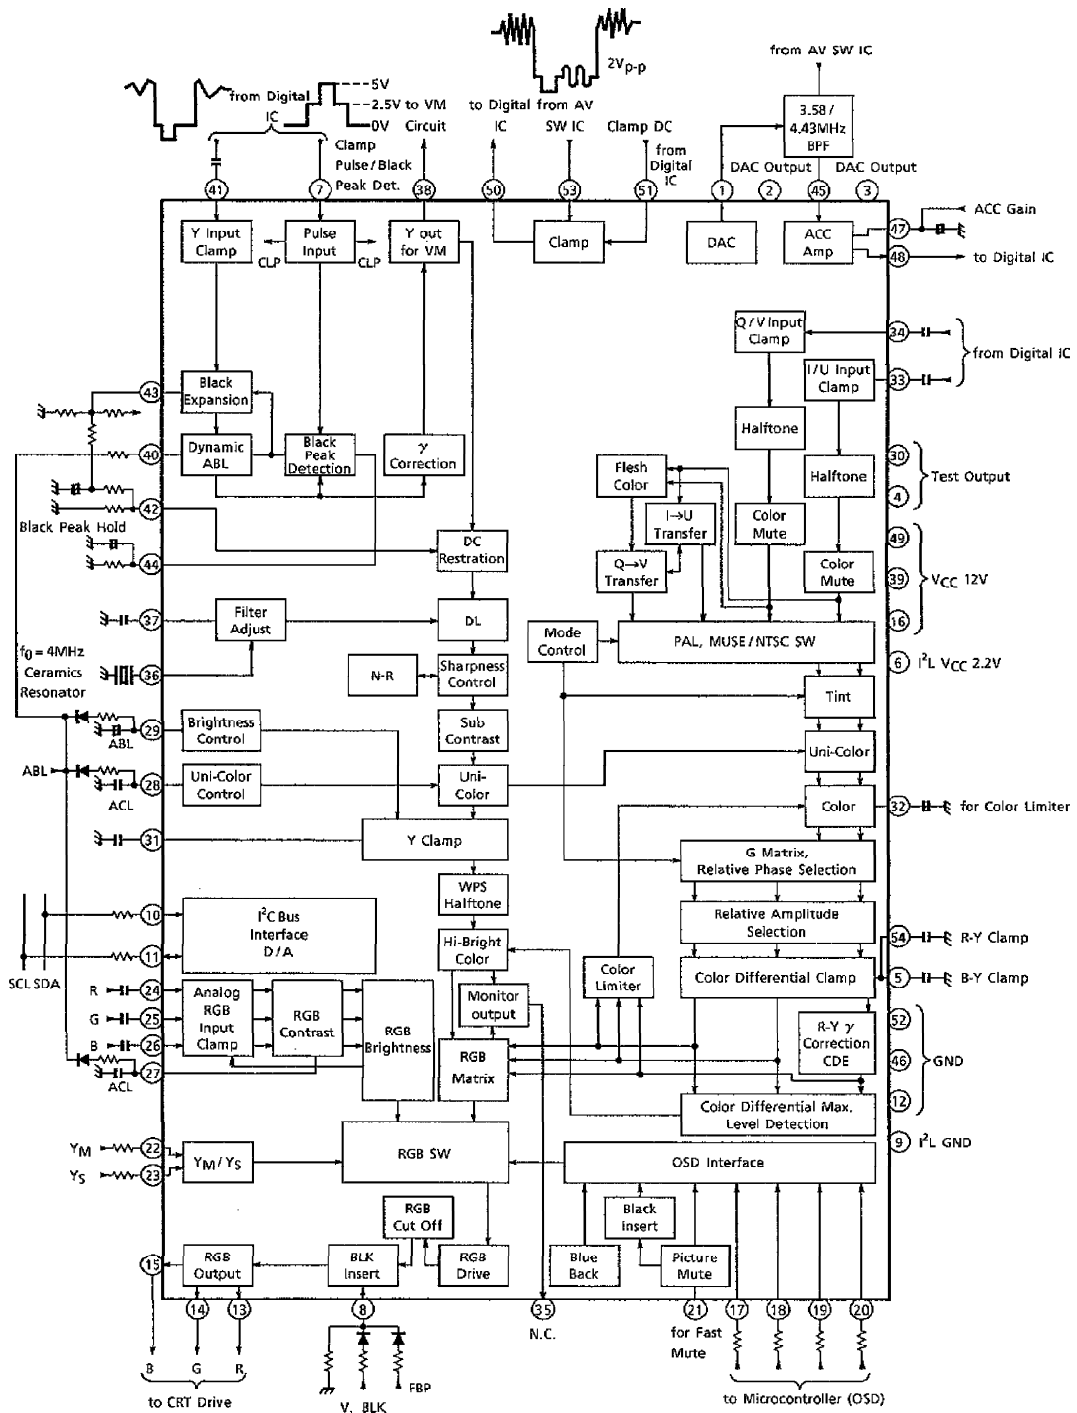 2Vp-p
from AV SW IC
from Digital
IC
5V
2.5V
0V
to VM
Circuit
to Digital
IC
from AV
SW IC
Clamp DC
from
Digital
IC
3.58 /
4.43MHz
BPF
Clamp
Pulse / Black
Peak Det.
DAC Output
DAC Output
41
7
38
50
53
51
1
2
45
3
Y Input
Clamp
CLP
Pulse
Input
CLP
Y out
for VM
Clamp
DAC
ACC
Amp
47
ACC Gain
48
to Digital IC
Q / V Input
Clamp
34
I / U Input
Clamp
33
from Digital IC
43
Black
Expansion
Halftone
40
Dynamic
ABL
Black
Peak
Detection
γ
Correction
Flesh
Color
Halftone
30
Test Output
4
42
Black Peak Hold
I→U
Transfer
Color
Mute
DC
Restration
49
44
Q→V
Transfer
Color
Mute
39
VCC 12V
37
Filter
Adjust
DL
Mode
Control
PAL, MUSE / NTSC SW
16
f0 = 4MHz
Ceramics
Resonator
36
N-R
Sharpness
Control
6
I2L VCC 2.2V
Tint
ABL
29
Brightness
Control
Sub
Contrast
Uni-Color
ABL
ACL
28
Uni-Color
Control
Uni-
Color
Color
32
for Color Limiter
31
Y Clamp
G Matrix,
Relative Phase Selection
WPS
Halftone
10
I2C Bus
Interface
D / A
Relative Amplitude
Selection
11
Hi-Bright
Color
54
R-Y Clamp
SCL SDA
Color
Limiter
Color Differential Clamp
5
B-Y Clamp
R
24
G
25
B
26
Analog
RGB
Input
Clamp
RGB
Contrast
RGB
Brightness
Monitor
output
52
R-Y γ
Correction
CDE
RGB
Matrix
46
GND
ACL
27
Color Differential Max.
Level Detection
12
YM
22
YS
23
YM / YS
RGB SW
OSD Interface
9
I2L GND
RGB
Cut Off
Black
Insert
15
RGB
Output
BLK
Insert
RGB
Drive
Blue
Back
Picture
Mute
14
13
8
35
21
17
18
19
20
N.C.
for Fast
Mute
B
G
R
FBP
to CRT Drive
V. BLK
to Microcontroller (OSD)